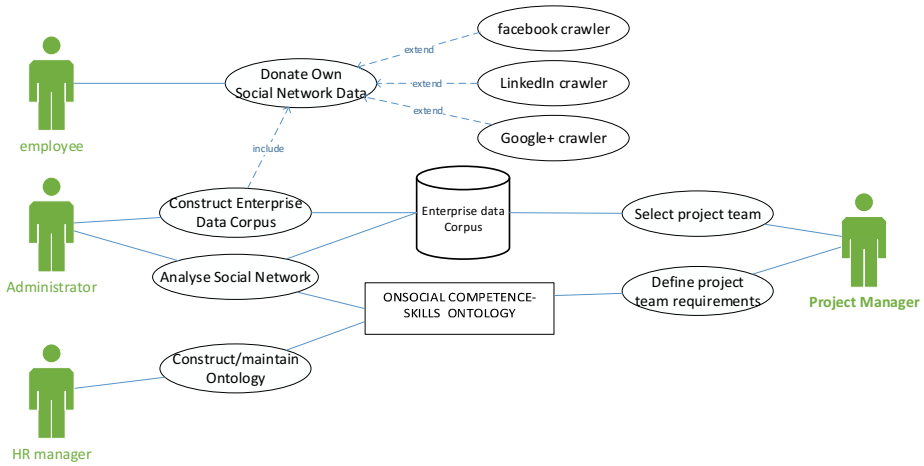 facebook crawler
extend
Donate Own
Social Network Data
LinkedIn crawler
extend
extend
Google+ crawler
employee
include
Construct Enterprise
Data Corpus
Enterprise data
Corpus
Select project team
Administrator
Analyse Social Network
Define project
team requirements
Project Manager
ONSOCIAL COMPETENCE-
SKILLS ONTOLOGY
Construct/maintain
Ontology
HR manager